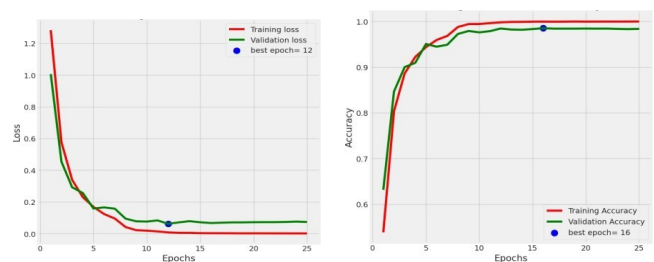 Training loss
Validation loss
best epoch= 12
1.2
1.0
0.8
0.6
0.4
0.2
0.0
Loss
0
5
10
15
20
25
Epochs
1.0
0.9
0.8
0.7
0.6
Accuracy
Training Accuracy
Validation Accuracy
best epoch= 16
0
5
10
15
20
25
Epochs